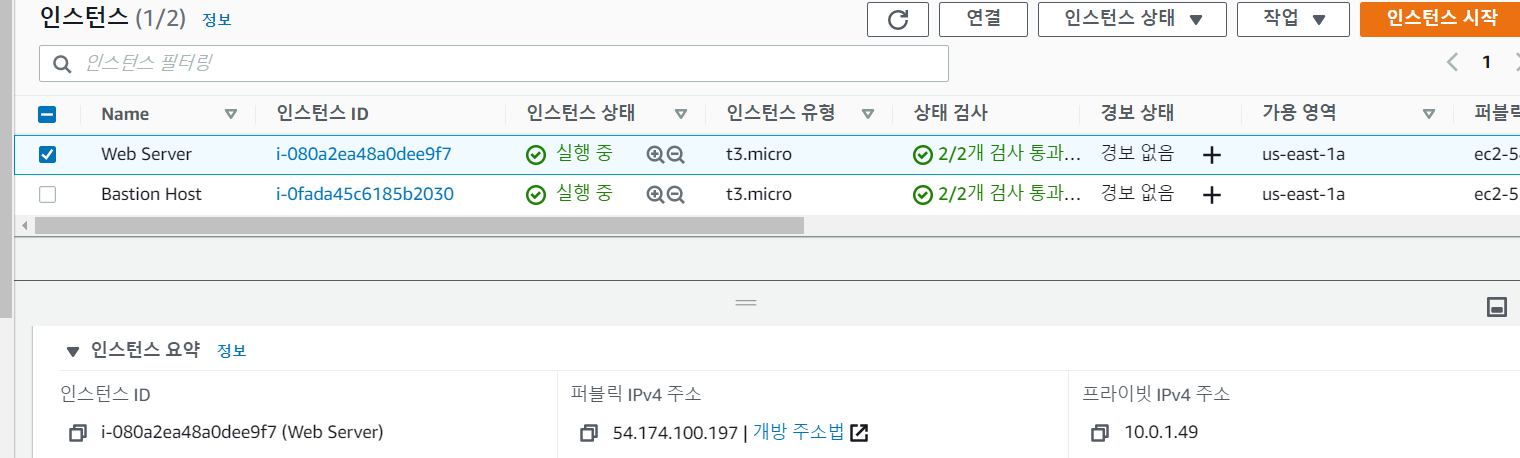 인스턴스 (1/2) 정보 연결 인스턴스 상태 작업 인스턴스 시작
인스턴스 필터링 1
Name 인스턴스 ID 인스턴스 상태 인스턴스 유형 상태 검사 경보 상태 가용 영역 퍼블릭
Web Server i-080a2ea48a0dee9f7 실행 중 t3.micro 2/2개 검사 통과... 경보 없음 us-east-1a ec2-54
Bastion Host i-0fada45c6185b2030 실행 중 t3.micro 2/2개 검사 통과... 경보 없음 us-east-1a ec2-5
인스턴스 요약 정보
인스턴스 ID 퍼블릭 IPv4 주소 프라이빗 IPv4 주소
i-080a2ea48a0dee9f7 (Web Server) 54.174.100.197 | 개방 주소법 10.0.1.49